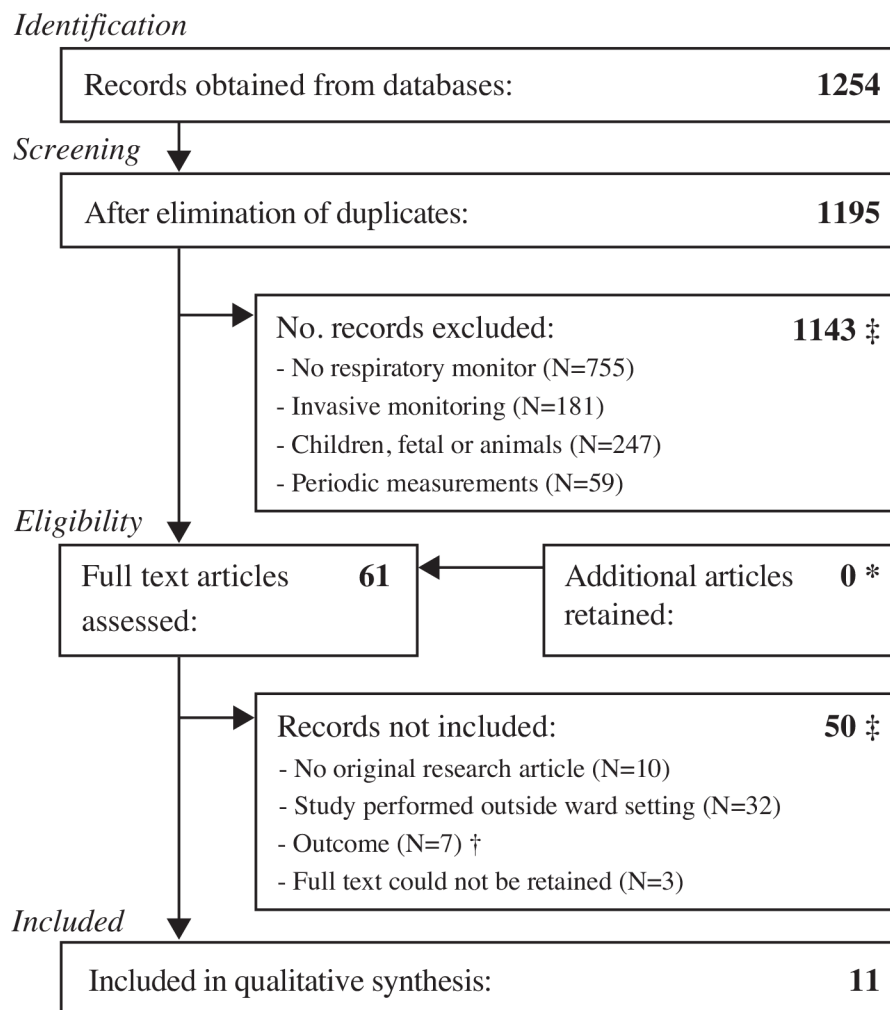 Identification
Records obtained from databases: 1254
Screening
After elimination of duplicates: 1195
No. records excluded: 1143 ‡
- No respiratory monitor (N=755)
- Invasive monitoring (N=181)
- Children, fetal or animals (N=247)
- Periodic measurements (N=59)
Eligibility
Full text articles 61
assessed:
Additional articles 0 *
retained:
Records not included: 50 ‡
- No original research article (N=10)
- Study performed outside ward setting (N=32)
- Outcome (N=7) †
- Full text could not be retained (N=3)
Included
Included in qualitative synthesis: 11